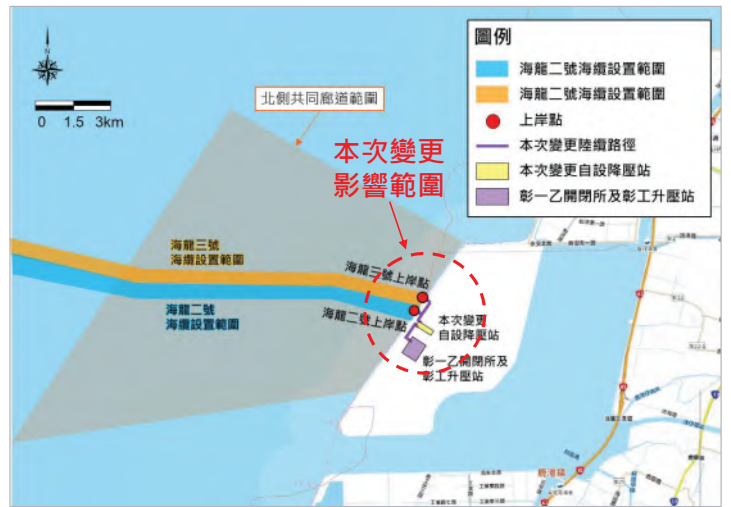 圖例
海龍二號海纜設置範圍
海龍二號海纜設置範圍
上岸點
本次變更陸纜路徑
本次變更自設降壓站
彰一乙開閉所及彰工升壓站
N
0 1.5 3km
北側共同廊道範圍
本次變更
影響範圍
海龍三號
海纜設置範圍
海龍三號上岸點
海龍二號
海纜設置範圍
海龍二號上岸點
本次變更
自設降壓站
彰一乙開閉所及
彰工升壓站
鹿港鎮